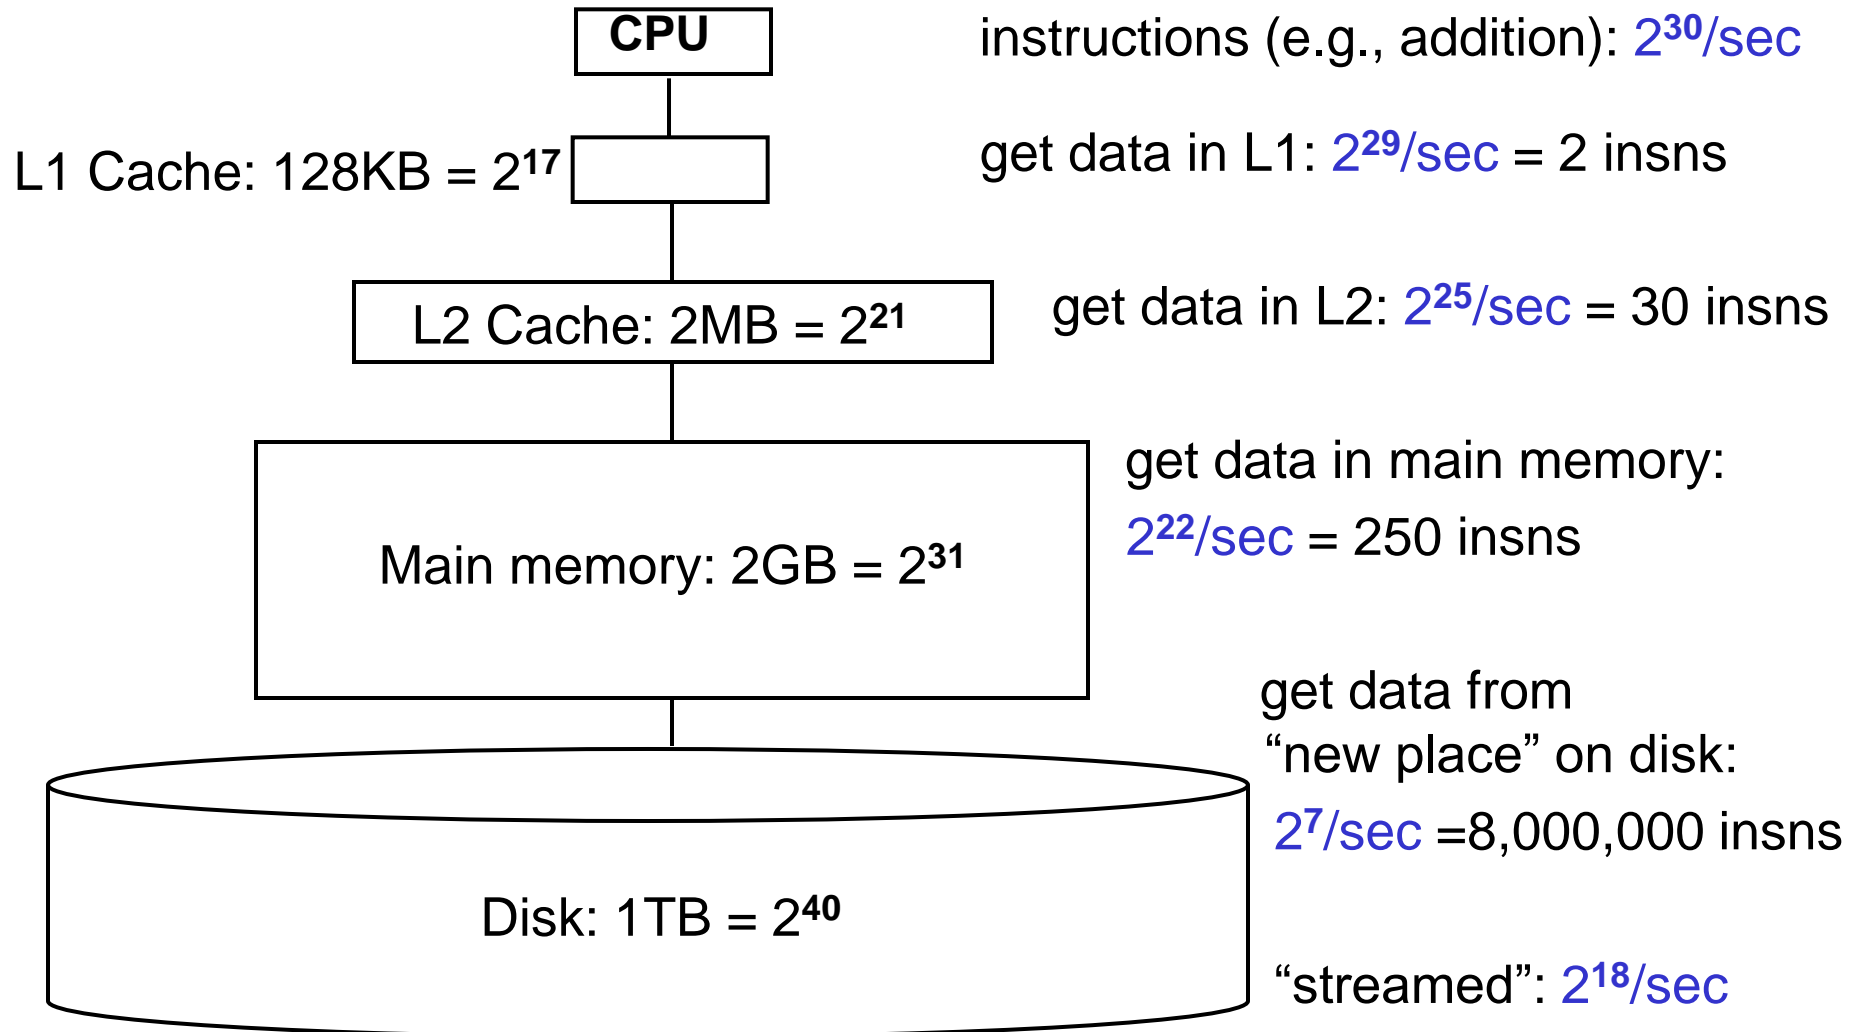 CPU
instructions (e.g., addition): 2³⁰/sec
L1 Cache: 128KB = 2¹⁷
get data in L1: 2²⁹/sec = 2 insns
L2 Cache: 2MB = 2²¹
get data in L2: 2²⁵/sec = 30 insns
Main memory: 2GB = 2³¹
get data in main memory:
2²²/sec = 250 insns
get data from
“new place” on disk:
2⁷/sec =8,000,000 insns
Disk: 1TB = 2⁴⁰
“streamed”: 2¹⁸/sec